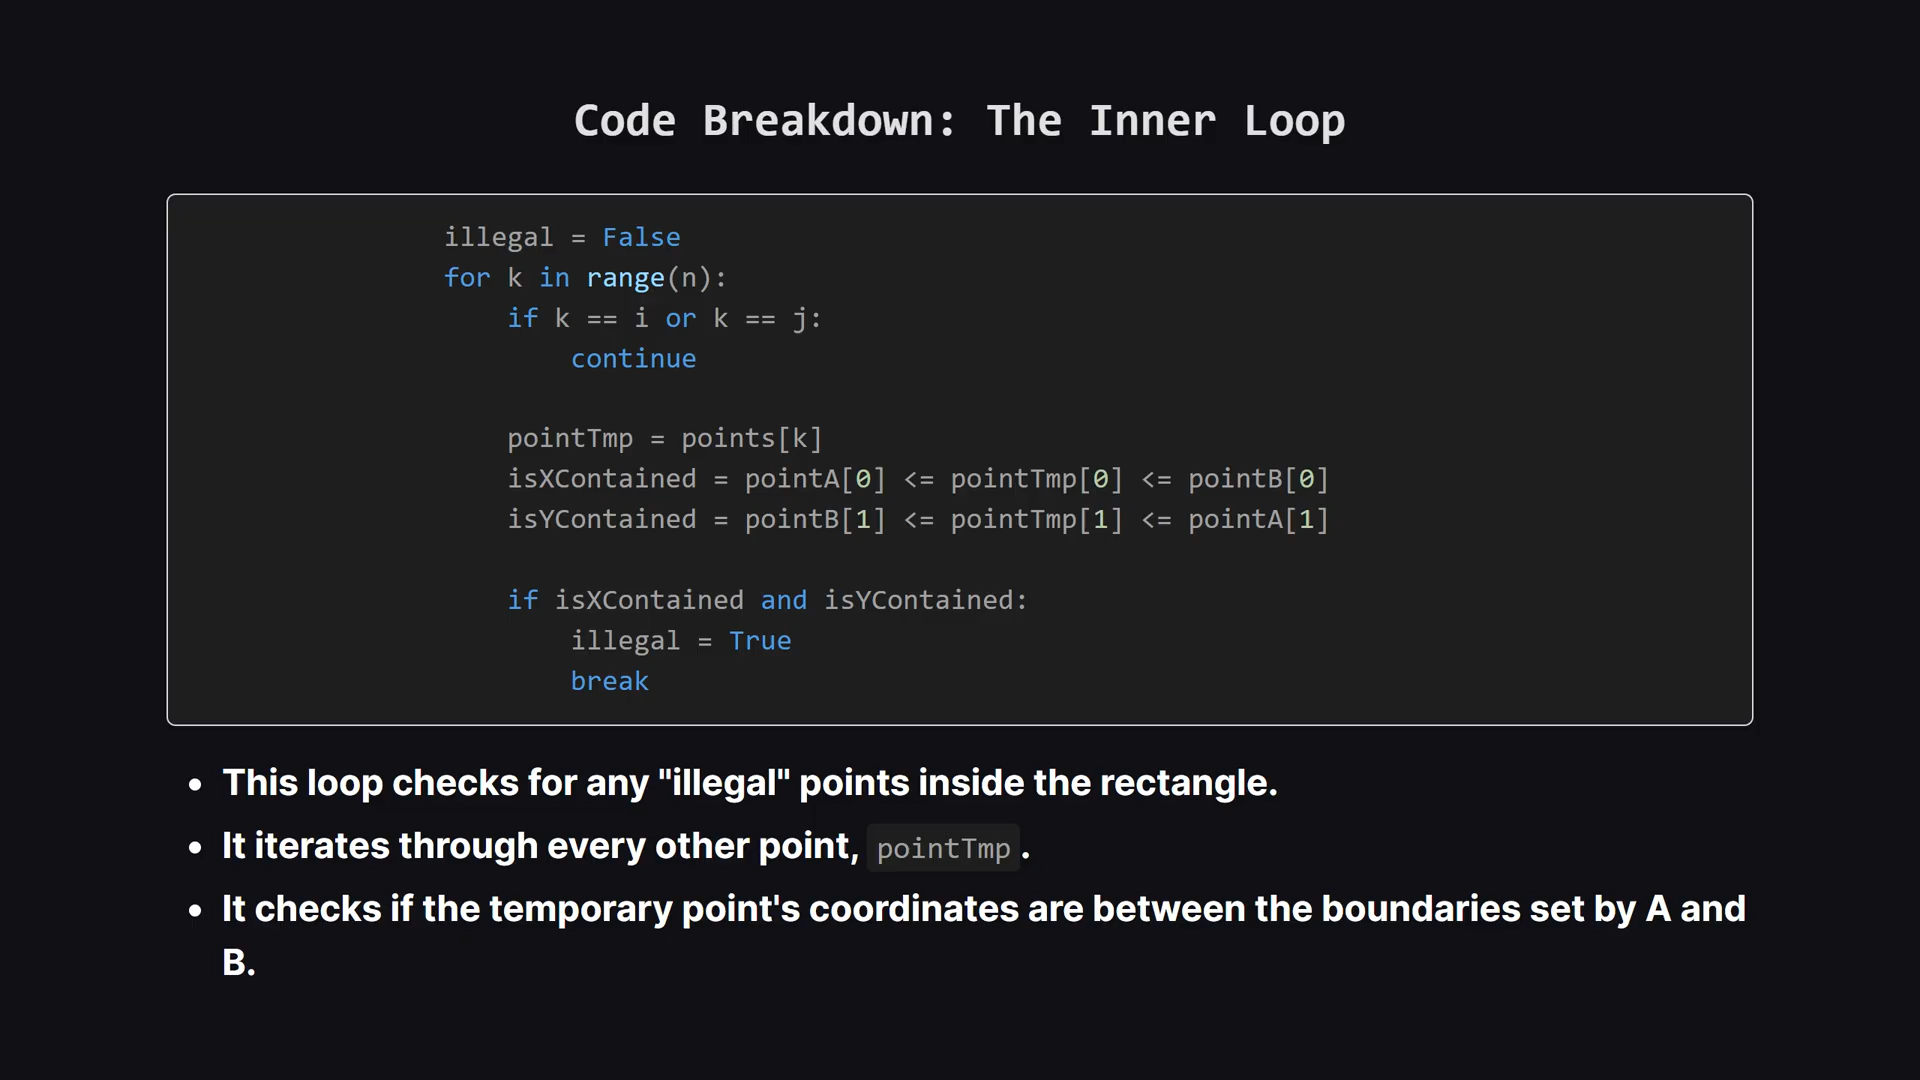 Code Breakdown: The Inner Loop
illegal = False
for k in range(n):
    if k == i or k == j:
        continue
    pointTmp = points[k]
    isXContained = pointA[0] <= pointTmp[0] <= pointB[0]
    isYContained = pointB[1] <= pointTmp[1] <= pointA[1]
    if isXContained and isYContained:
        illegal = True
        break
• This loop checks for any "illegal" points inside the rectangle.
• It iterates through every other point, pointTmp.
• It checks if the temporary point's coordinates are between the boundaries set by A and
B.